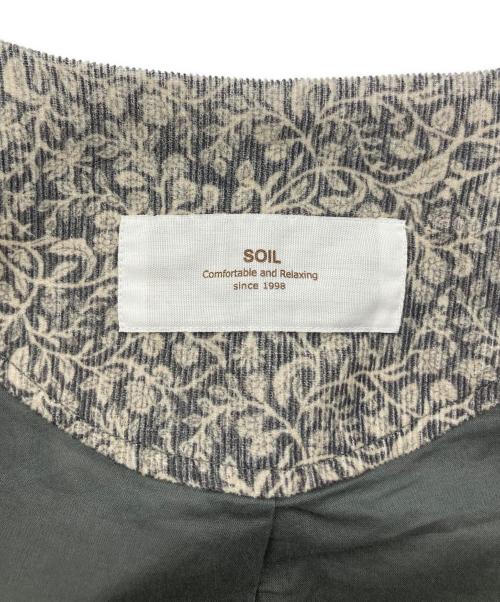 SOIL
Comfortable and Relaxing
since 1998